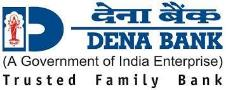 देना बैंक
DENA BANK
(A Government of India Enterprise)
Trusted Family Bank